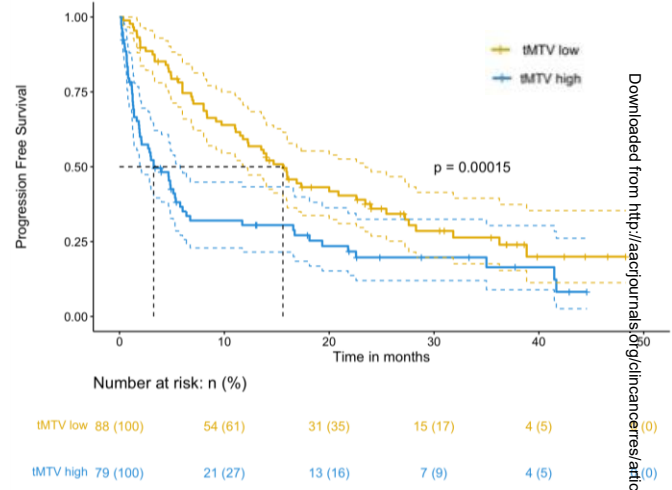 1.00
0.75
0.50
0.25
0.00
Progression Free Survival
tMTV low
tMTV high
p = 0.00015
0 10 20 30 40 50
Time in months
Number at risk: n (%)
tMTV low 88 (100) 54 (61) 31 (35) 15 (17) 4 (5) (0)
tMTV high 79 (100) 21 (27) 13 (16) 7 (9) 4 (5) (0)
Downloaded from http://aacrjournals.org/clincancerres/artic